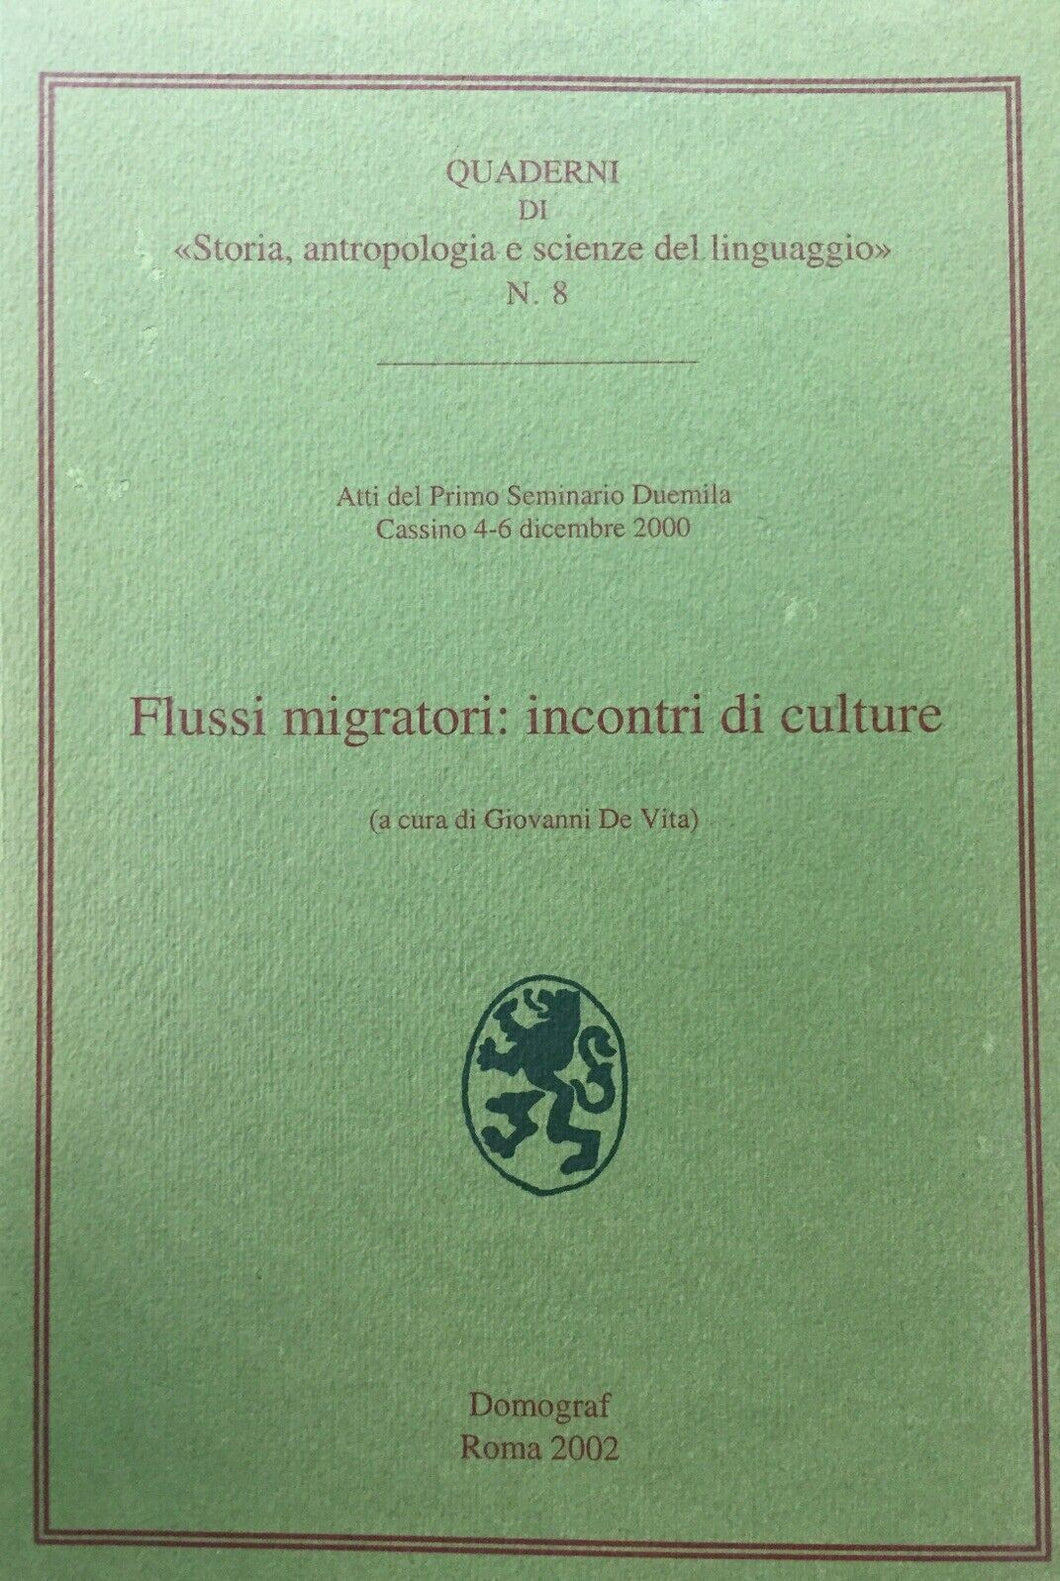 QUADERNI
DI
«Storia, antropologia e scienze del linguaggio»
N. 8
Atti del Primo Seminario Duemila
Cassino 4-6 dicembre 2000
Flussi migratori: incontri di culture
(a cura di Giovanni De Vita)
Domograf
Roma 2002